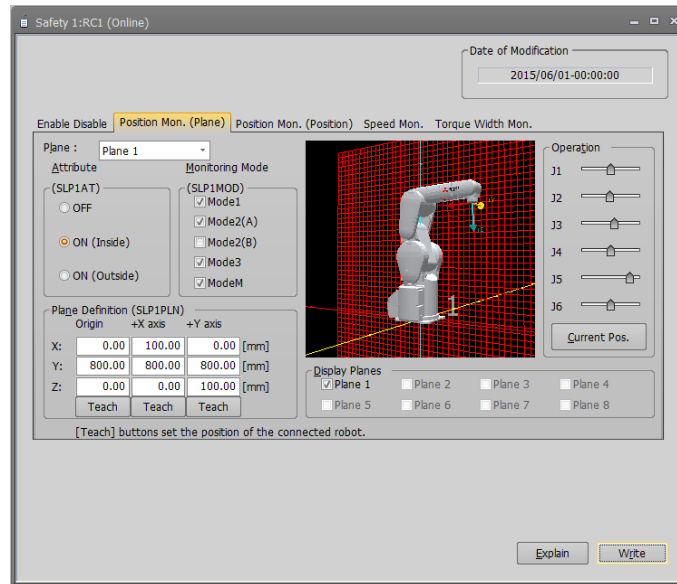 Safety 1:RC1 (Online)
Date of Modification
2015/06/01-00:00:00
Enable Disable Position Mon. (Plane) Position Mon. (Position) Speed Mon. Torque Width Mon.
Plane : Plane 1
Attribute Monitoring Mode
(SLP1AT) (SLP1MOD)
OFF
ON (Inside)
ON (Outside)
Mode1
Mode2(A)
Mode2(B)
Mode3
ModeM
Plane Definition (SLP1PLN)
Origin +X axis +Y axis
X: 0.00 100.00 0.00 [mm]
Y: 800.00 800.00 800.00 [mm]
Z: 0.00 0.00 100.00 [mm]
Teach Teach Teach
[Teach] buttons set the position of the connected robot.
1
Operation
J1
J2
J3
J4
J5
J6
Current Pos.
Display Planes
Plane 1 Plane 2 Plane 3 Plane 4
Plane 5 Plane 6 Plane 7 Plane 8
Explain Write